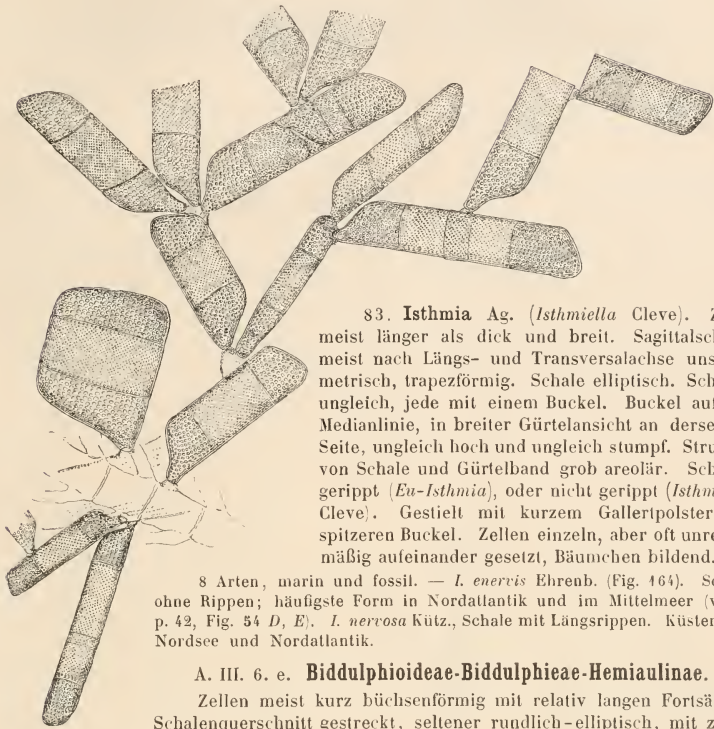 83. Isthmia Ag. (Isthmiella Cleve). Z
meist länger als dick und breit. Sagittalsch
meist nach Längs- und Transversalachse uns
metrisch, trapezförmig. Schale elliptisch. Sch
ungleich, jede mit einem Buckel. Buckel auf
Medianlinie, in breiter Gürtelansicht an derse
Seite, ungleich hoch und ungleich stumpf. Stru
von Schale und Gürtelband grob areolär. Sch
gerippt (Eu-Isthmia), oder nicht gerippt (Isthm
Cleve). Gestielt mit kurzem Gallertpolster
spitzeren Buckel. Zellen einzeln, aber oft unre
mäßig aufeinander gesetzt, Bäumchen bildend.
8 Arten, marin und fossil. — I. enervis Ehrenb. (Fig. 164). Sc
ohne Rippen; häufigste Form in Nordatlantik und im Mittelmeer (v
p. 42, Fig. 54 D, E). I. nervosa Kütz., Schale mit Längsrippen. Küsten
Nordsee und Nordatlantik.
A. III. 6. e. Biddulphioideae-Biddulphieae-Hemiaulinae.
Zellen meist kurz büchsenförmig mit relativ langen Fortsä
Schalenquerschnitt gestreckt, seltener rundlich-elliptisch, mit z